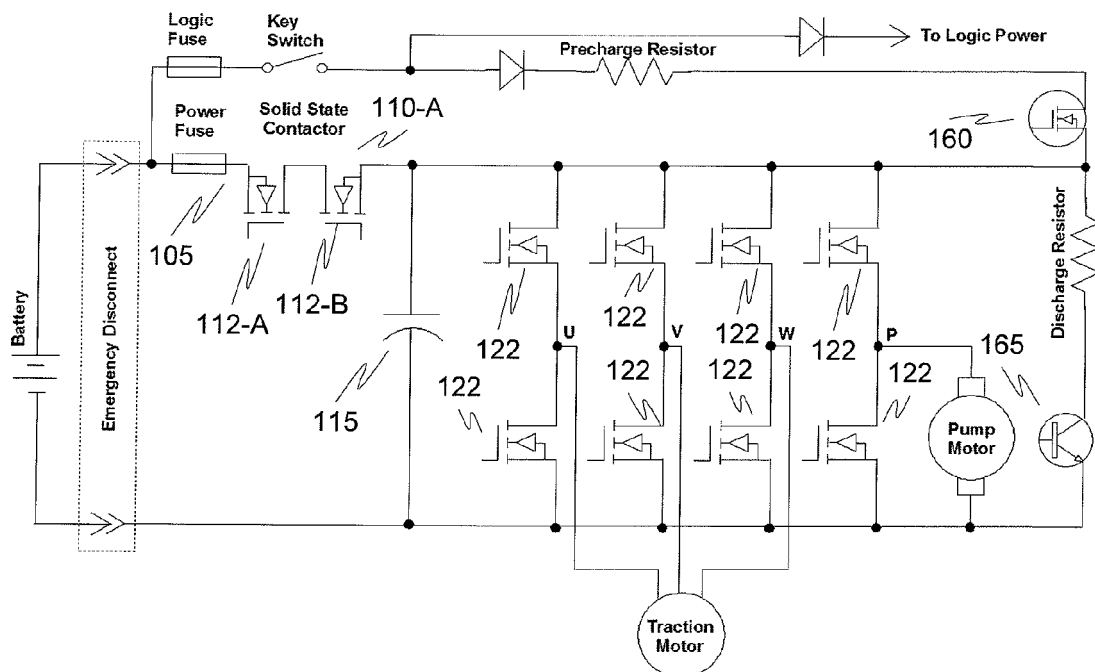 Logic
Fuse
Key
Switch
To Logic Power
Precharge Resistor
110-A
Power
Fuse
Solid State
Contactor
160
105
112-A
112-B
Emergency Disconnect
Battery
115
122
122
122
122
U
V
W
P
122
122
122
122
Discharge Resistor
165
Pump
Motor
Traction
Motor